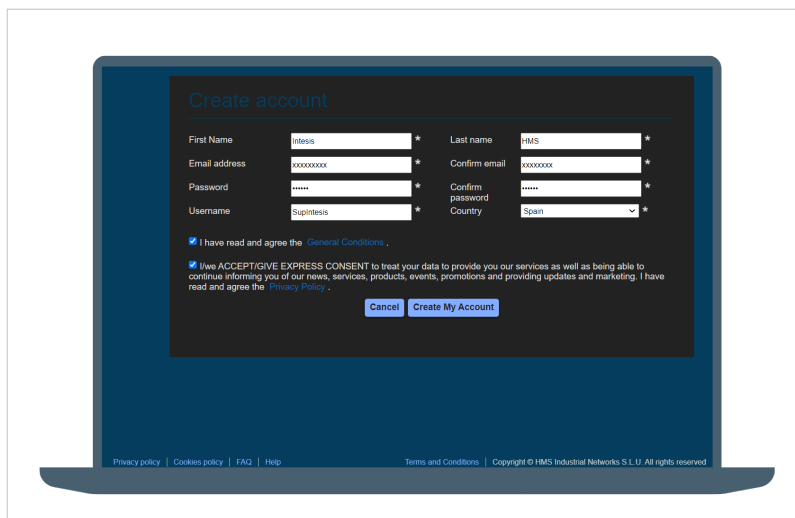 Create account
First Name Intesis * Last name HMS *
Email address xxxxxxxxx * Confirm email xxxxxxxx *
Password •••••• * Confirm password •••••• *
Username SupIntesis * Country Spain *
I have read and agree the General Conditions .
I/we ACCEPT/GIVE EXPRESS CONSENT to treat your data to provide you our services as well as being able to
continue informing you of our news, services, products, events, promotions and providing updates and marketing. I have
read and agree the Privacy Policy .
Cancel Create My Account
Privacy policy | Cookies policy | FAQ | Help Terms and Conditions | Copyright © HMS Industrial Networks S.L.U. All rights reserved